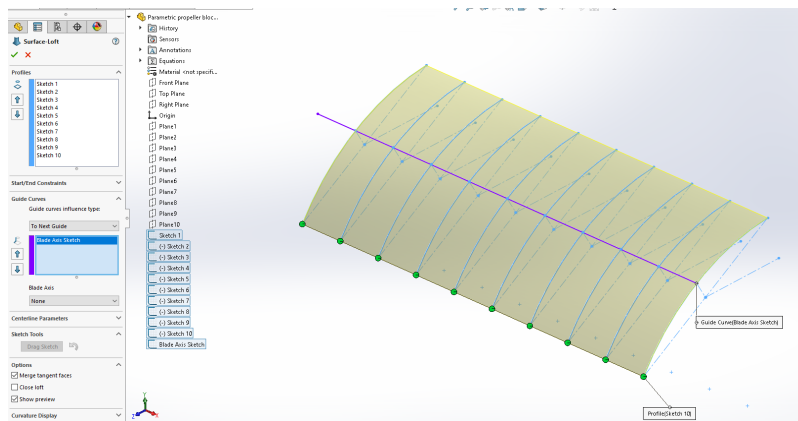 Surface-Loft
Profiles
Sketch 1
Sketch 2
Sketch 3
Sketch 4
Sketch 5
Sketch 6
Sketch 7
Sketch 8
Sketch 9
Sketch 10
Start/End Constraints
Guide Curves
Guide curves influence type:
To Next Guide
Blade Axis Sketch
Blade Axis
None
Centerline Parameters
Sketch Tools
Drag Sketch
Options
Merge tangent faces
Close loft
Show preview
Curvature Display
Parametric propeller bloc...
History
Sensors
Annotations
Equations
Material <not specifi...
Front Plane
Top Plane
Right Plane
Origin
Plane1
Plane2
Plane3
Plane4
Plane5
Plane6
Plane7
Plane8
Plane9
Plane10
Sketch 1
(-) Sketch 2
(-) Sketch 3
(-) Sketch 4
(-) Sketch 5
(-) Sketch 6
(-) Sketch 7
(-) Sketch 8
(-) Sketch 9
(-) Sketch 10
Blade Axis Sketch
Guide Curve(Blade Axis Sketch)
Profile(Sketch 10)
Y
Z
X